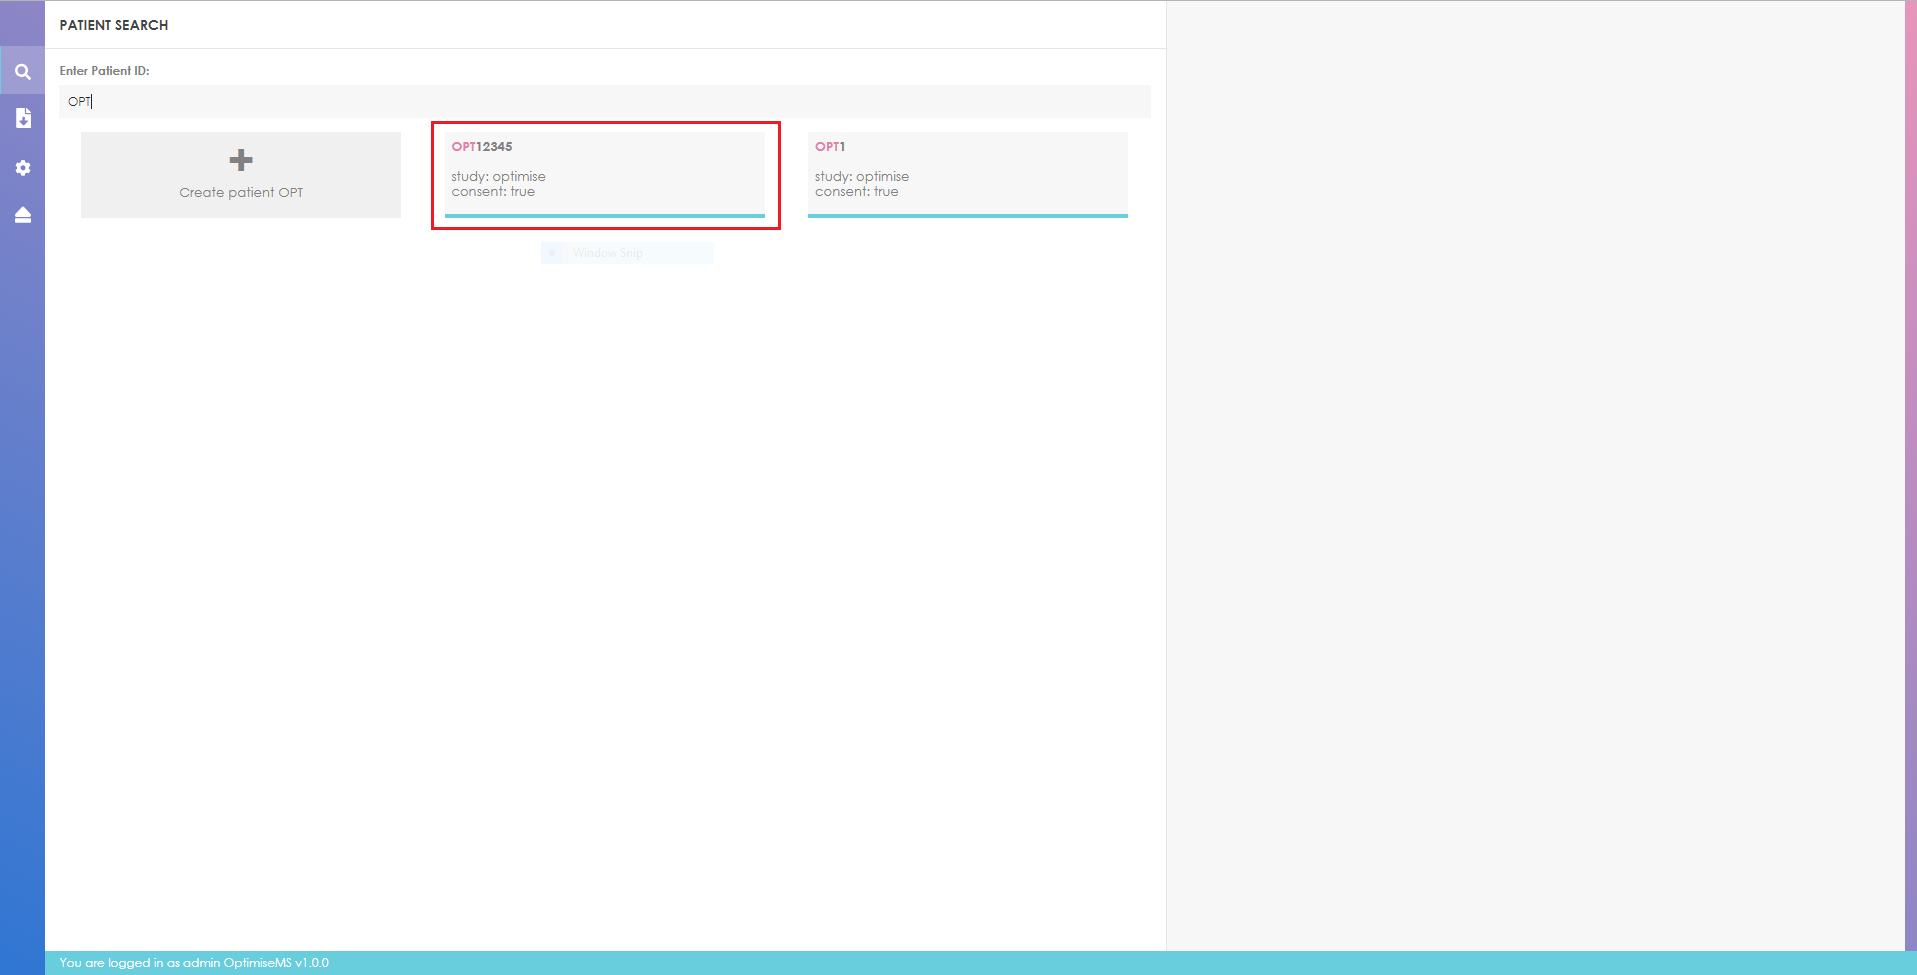 PATIENT SEARCH
Enter Patient ID:
OPT
Create patient OPT
OPT12345
study: optimise
consent: true
OPT1
study: optimise
consent: true
Window Snip
You are logged in as admin OptimiseMS v1.0.0